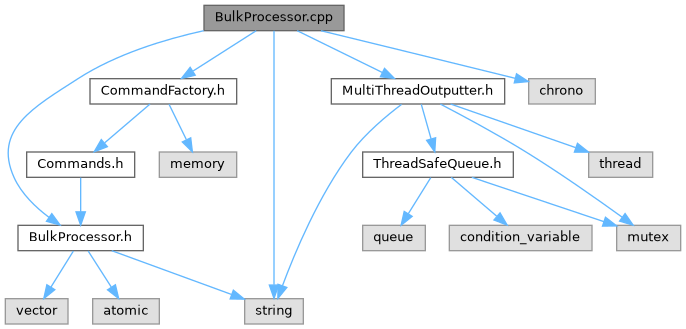 BulkProcessor.cpp
CommandFactory.h
MultiThreadOutputter.h
chrono
Commands.h
memory
ThreadSafeQueue.h
thread
BulkProcessor.h
queue
condition_variable
mutex
vector
atomic
string